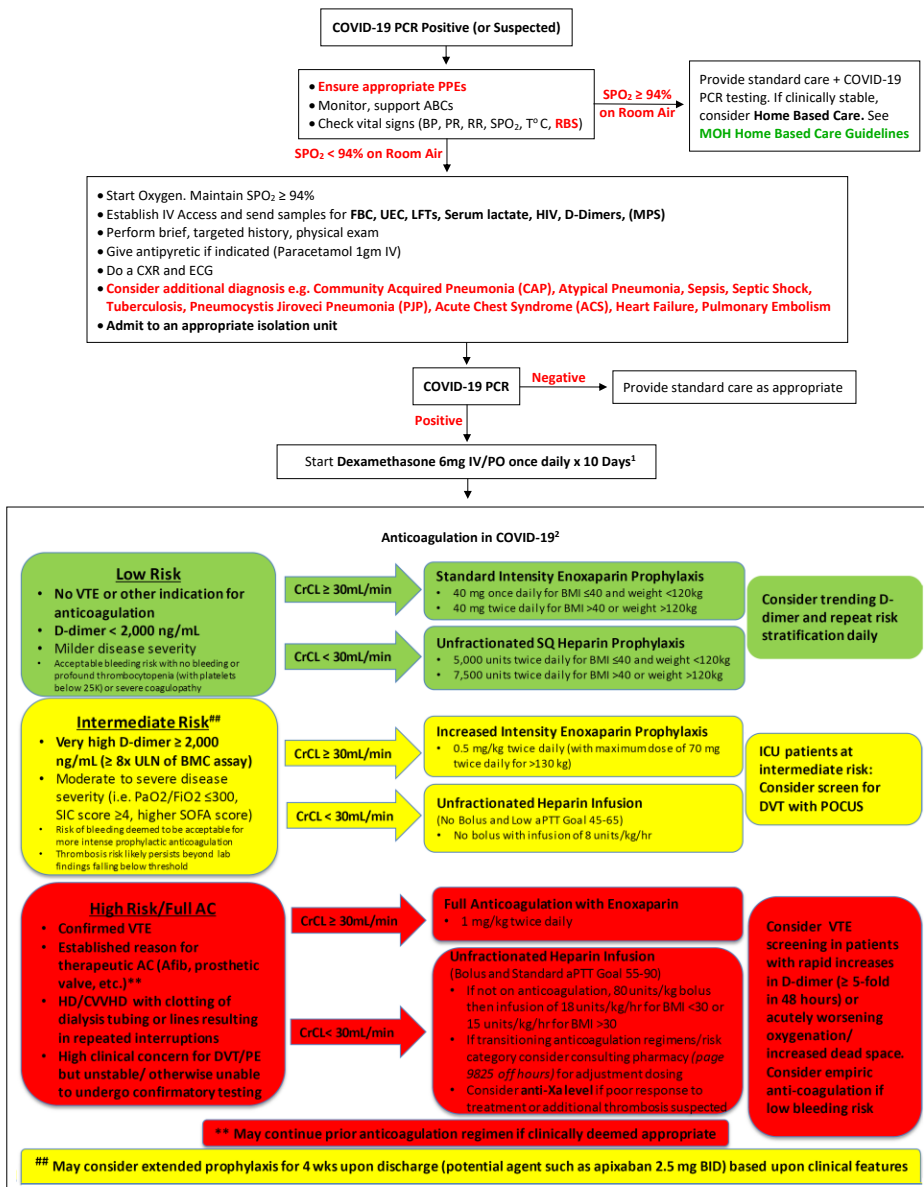 COVID-19 PCR Positive (or Suspected)
• Ensure appropriate PPEs
• Monitor, support ABCs
• Check vital signs (BP, PR, RR, SPO₂, T° C, RBS)
SPO₂ ≥ 94%
on Room Air
Provide standard care + COVID-19
PCR testing. If clinically stable,
consider Home Based Care. See
MOH Home Based Care Guidelines
SPO₂ < 94% on Room Air
• Start Oxygen. Maintain SPO₂ ≥ 94%
• Establish IV Access and send samples for FBC, UEC, LFTs, Serum lactate, HIV, D-Dimers, (MPS)
• Perform brief, targeted history, physical exam
• Give antipyretic if indicated (Paracetamol 1gm IV)
• Do a CXR and ECG
• Consider additional diagnosis e.g. Community Acquired Pneumonia (CAP), Atypical Pneumonia, Sepsis, Septic Shock,
Tuberculosis, Pneumocystis Jiroveci Pneumonia (PJP), Acute Chest Syndrome (ACS), Heart Failure, Pulmonary Embolism
• Admit to an appropriate isolation unit
COVID-19 PCR
Negative
Provide standard care as appropriate
Positive
Start Dexamethasone 6mg IV/PO once daily x 10 Days¹
Anticoagulation in COVID-19²
Low Risk
• No VTE or other indication for
anticoagulation
• D-dimer < 2,000 ng/mL
• Milder disease severity
• Acceptable bleeding risk with no bleeding or
profound thrombocytopenia (with platelets
below 25K) or severe coagulopathy
CrCL ≥ 30mL/min
Standard Intensity Enoxaparin Prophylaxis
• 40 mg once daily for BMI ≤40 and weight <120kg
• 40 mg twice daily for BMI >40 or weight >120kg
CrCL < 30mL/min
Unfractionated SQ Heparin Prophylaxis
• 5,000 units twice daily for BMI ≤40 and weight <120kg
• 7,500 units twice daily for BMI >40 or weight >120kg
Consider trending D-
dimer and repeat risk
stratification daily
Intermediate Risk##
• Very high D-dimer ≥ 2,000
ng/mL (≥ 8x ULN of BMC assay)
• Moderate to severe disease
severity (i.e. PaO2/FiO2 ≤300,
SIC score ≥4, higher SOFA score)
• Risk of bleeding deemed to be acceptable for
more intense prophylactic anticoagulation
• Thrombosis risk likely persists beyond lab
findings falling below threshold
CrCL ≥ 30mL/min
Increased Intensity Enoxaparin Prophylaxis
• 0.5 mg/kg twice daily (with maximum dose of 70 mg
twice daily for >130 kg)
CrCL < 30mL/min
Unfractionated Heparin Infusion
(No Bolus and Low aPTT Goal 45-65)
• No bolus with infusion of 8 units/kg/hr
ICU patients at
intermediate risk:
Consider screen for
DVT with POCUS
High Risk/Full AC
• Confirmed VTE
• Established reason for
therapeutic AC (Afib, prosthetic
valve, etc.)**
• HD/CVVHD with clotting of
dialysis tubing or lines resulting
in repeated interruptions
• High clinical concern for DVT/PE
but unstable/ otherwise unable
to undergo confirmatory testing
CrCL ≥ 30mL/min
Full Anticoagulation with Enoxaparin
• 1 mg/kg twice daily
CrCL< 30mL/min
Unfractionated Heparin Infusion
(Bolus and Standard aPTT Goal 55-90)
• If not on anticoagulation, 80 units/kg bolus
then infusion of 18 units/kg/hr for BMI <30 or
15 units/kg/hr for BMI >30
• If transitioning anticoagulation regimens/risk
category consider consulting pharmacy (page
9825 off hours) for adjustment dosing
• Consider anti-Xa level if poor response to
treatment or additional thrombosis suspected
Consider VTE
screening in patients
with rapid increases
in D-dimer (≥ 5-fold
in 48 hours) or
acutely worsening
oxygenation/
increased dead space.
Consider empiric
anti-coagulation if
low bleeding risk
** May continue prior anticoagulation regimen if clinically deemed appropriate
## May consider extended prophylaxis for 4 wks upon discharge (potential agent such as apixaban 2.5 mg BID) based upon clinical features